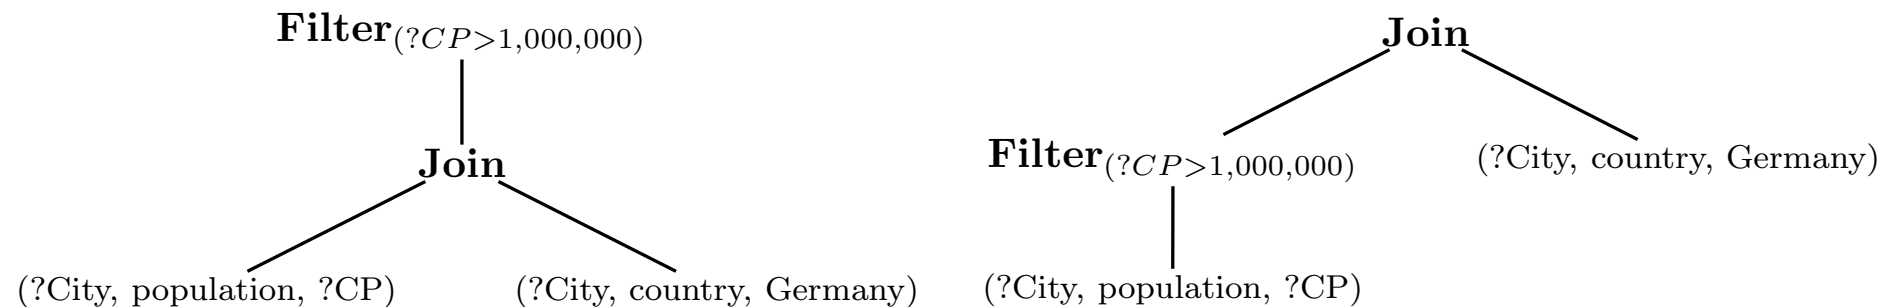 Filter(?CP>1,000,000)
Join
(?City, population, ?CP) (?City, country, Germany)
Join
Filter(?CP>1,000,000) (?City, country, Germany)
(?City, population, ?CP)